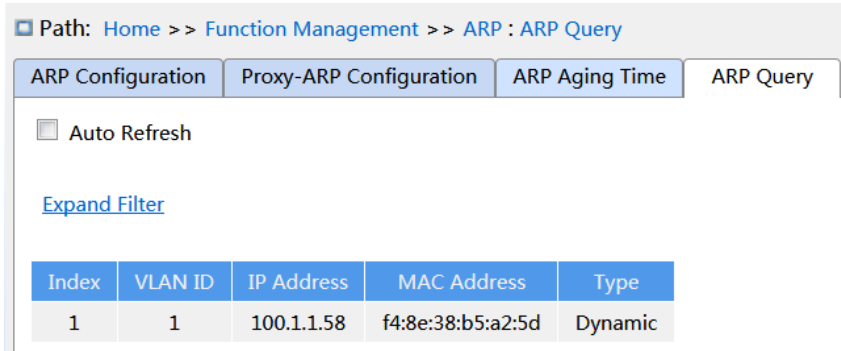 Path: Home >> Function Management >> ARP : ARP Query
ARP Configuration Proxy-ARP Configuration ARP Aging Time ARP Query
Auto Refresh
Expand Filter
Index VLAN ID IP Address MAC Address Type
1 1 100.1.1.58 f4:8e:38:b5:a2:5d Dynamic